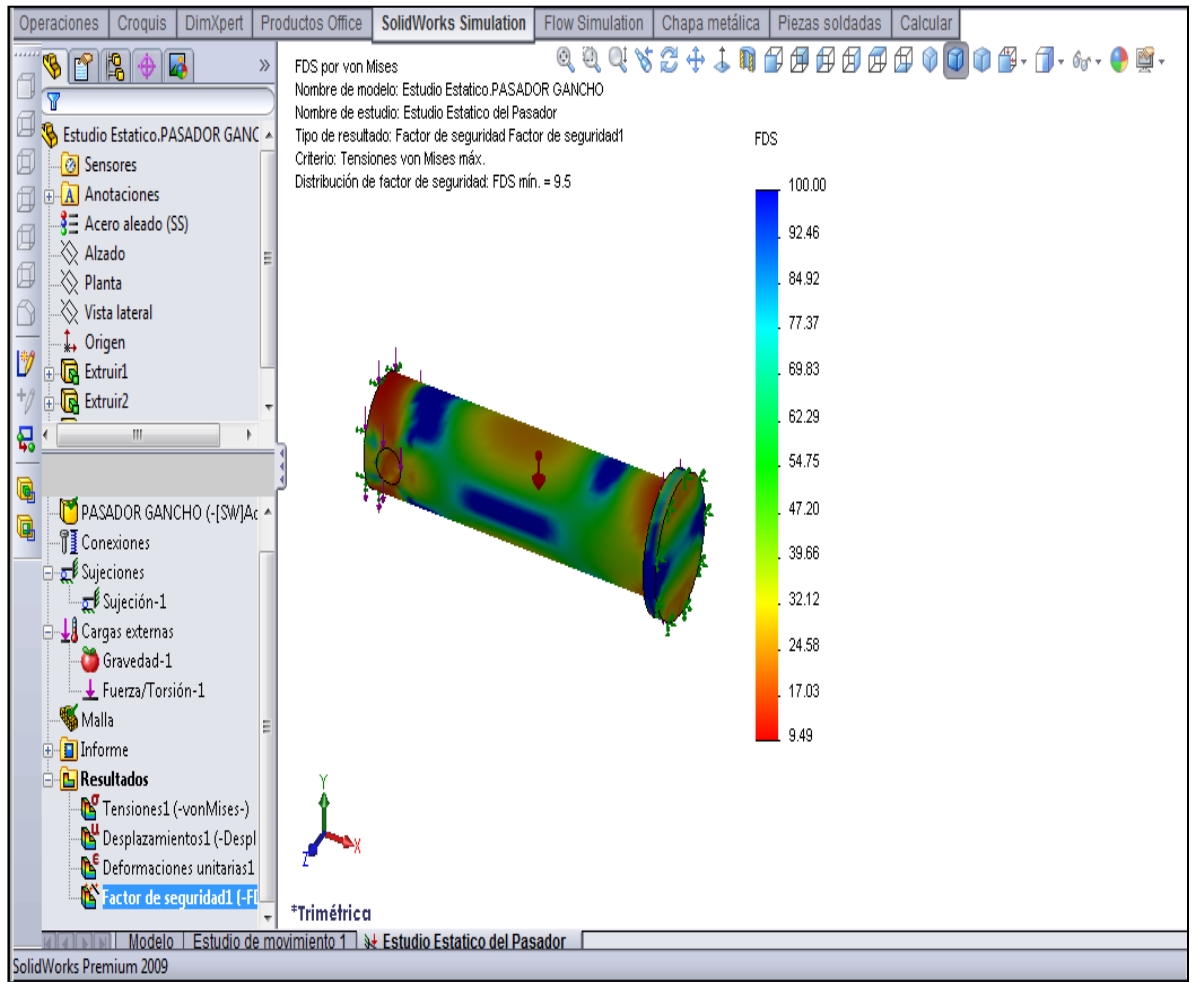 Operaciones Croquis DimXpert Productos Office SolidWorks Simulation Flow Simulation Chapa metálica Piezas soldadas Calcular
Estudio Estatico.PASADOR GANC
Sensores
Anotaciones
Acero aleado (SS)
Alzado
Planta
Vista lateral
Origen
Extruir1
Extruir2
PASADOR GANCHO (-[SW]Ac
Conexiones
Sujeciones
Sujeción-1
Cargas externas
Gravedad-1
Fuerza/Torsión-1
Malla
Informe
Resultados
Tensiones1 (-vonMises-)
Desplazamientos1 (-Despl
Deformaciones unitarias1
Factor de seguridad1 (-FD
FDS por von Mises
Nombre de modelo: Estudio Estatico.PASADOR GANCHO
Nombre de estudio: Estudio Estatico del Pasador
Tipo de resultado: Factor de seguridad Factor de seguridad1
Criterio: Tensiones von Mises máx.
Distribución de factor de seguridad: FDS mín. = 9.5
FDS
100.00
92.46
84.92
77.37
69.83
62.29
54.75
47.20
39.66
32.12
24.58
17.03
9.49
Y
X
Z
*Trimétrica
Modelo Estudio de movimiento 1 Estudio Estatico del Pasador
SolidWorks Premium 2009